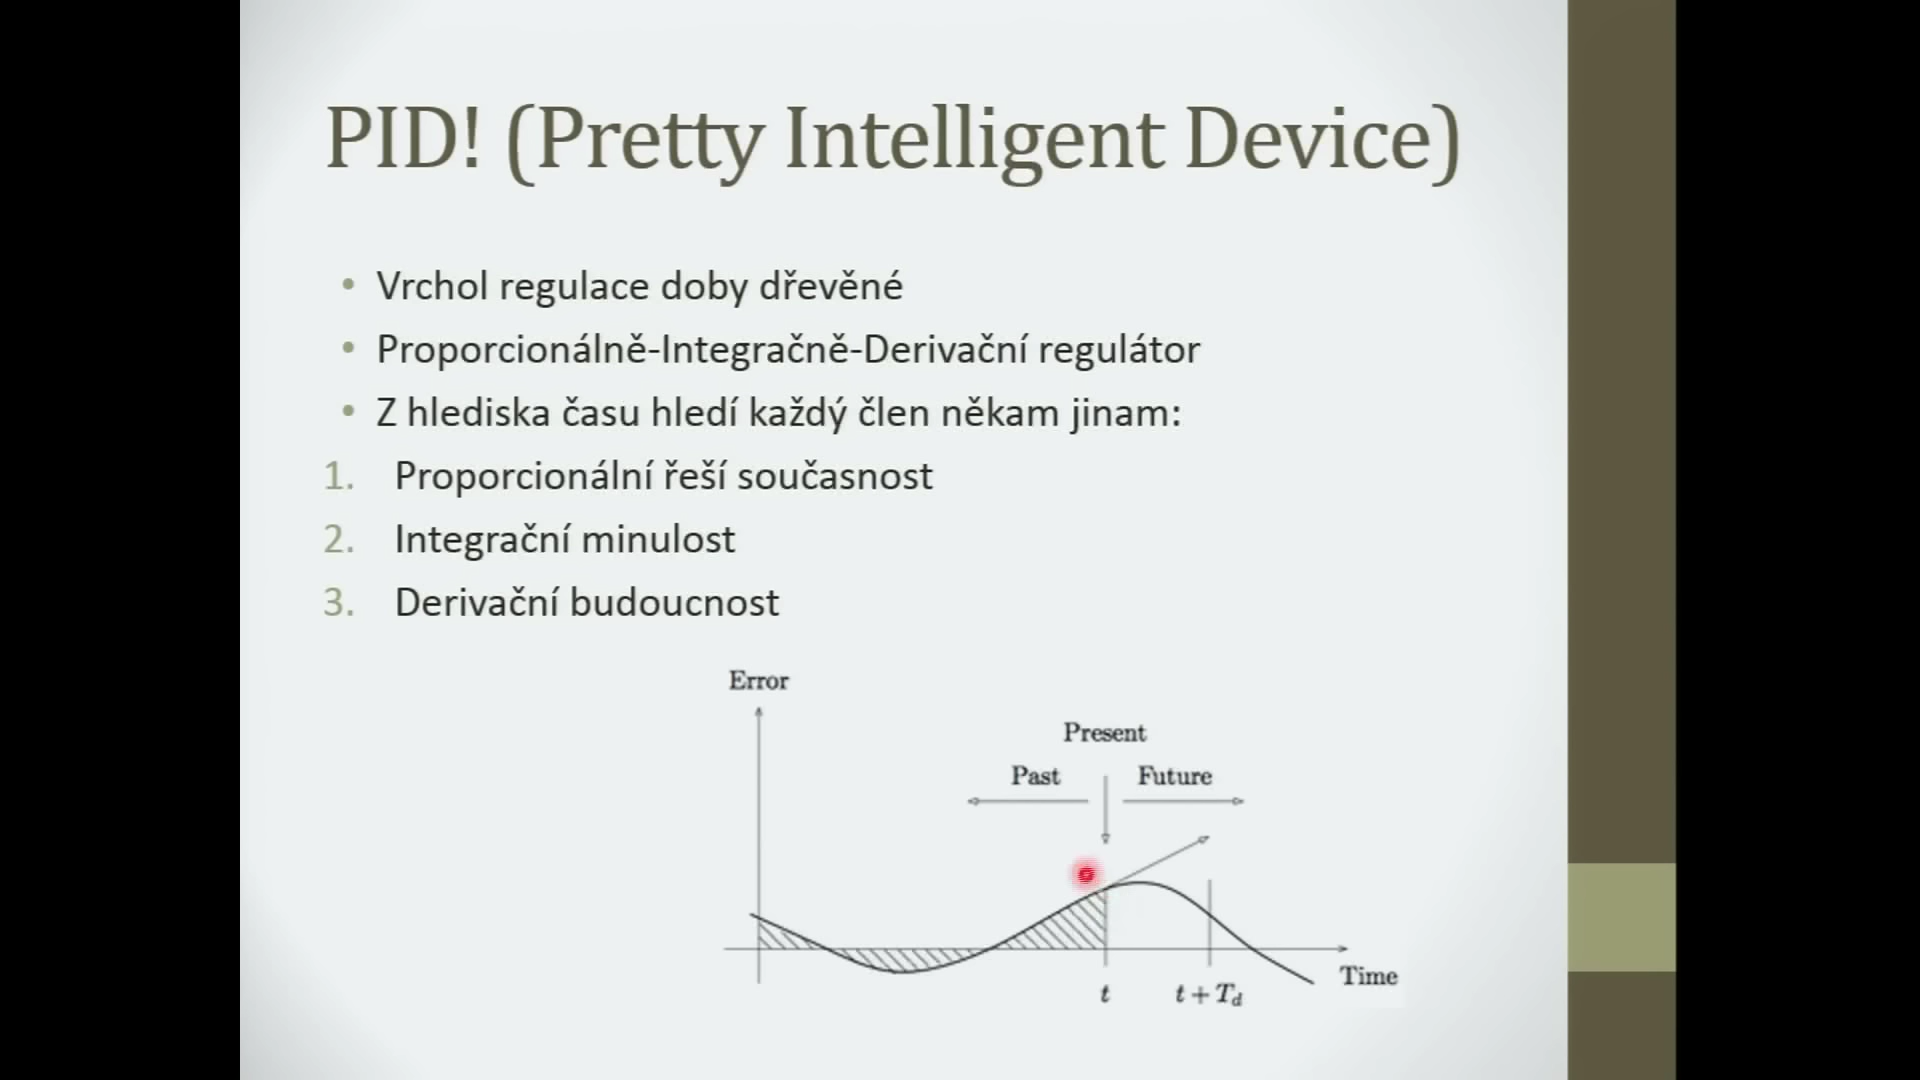 PID! (Pretty Intelligent Device)
• Vrchol regulace doby dřevěné
• Proporcionálně-Integračně-Derivační regulátor
• Z hlediska času hledí každý člen někam jinam:
1. Proporcionální řeší současnost
2. Integrační minulost
3. Derivační budoucnost
Error
Present
Past
Future
Time
t
t + T_d